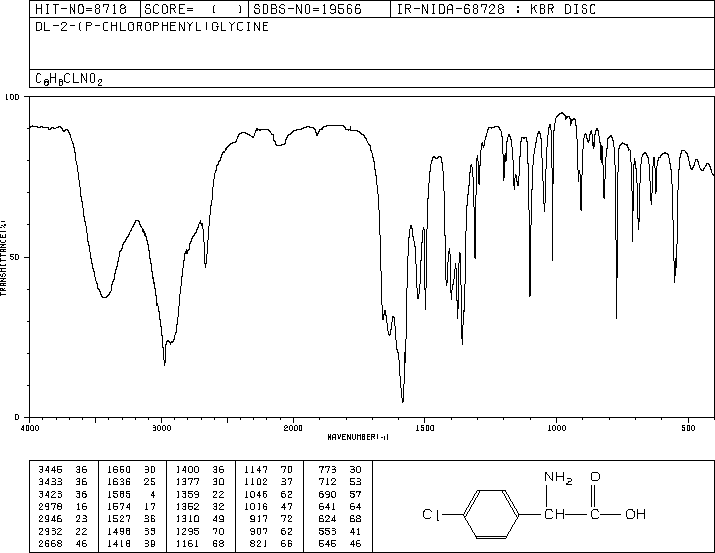 HIT-NO=8718 SCORE= ( ) SDBS-NO=19566 IR-NIDA-68728 : KBR DISC
DL-2-(P-CHLOROPHENYL)GLYCINE
C8H8CLNO2
100
50
0
TRANSMITTANCE(%)
4000 3000 2000 1500 1000 500
WAVENUMBER(-1)
3445 36 1660 30 1400 36 1147 70 773 30
3433 36 1636 25 1377 30 1102 37 712 53
3423 36 1585 4 1359 22 1046 62 690 57
2978 16 1574 17 1352 32 1016 47 641 64
2946 23 1527 36 1310 49 917 72 624 68
2932 22 1498 33 1295 70 907 62 553 41
2668 46 1418 39 1161 68 821 66 546 46
NH2 O
Cl CH C OH